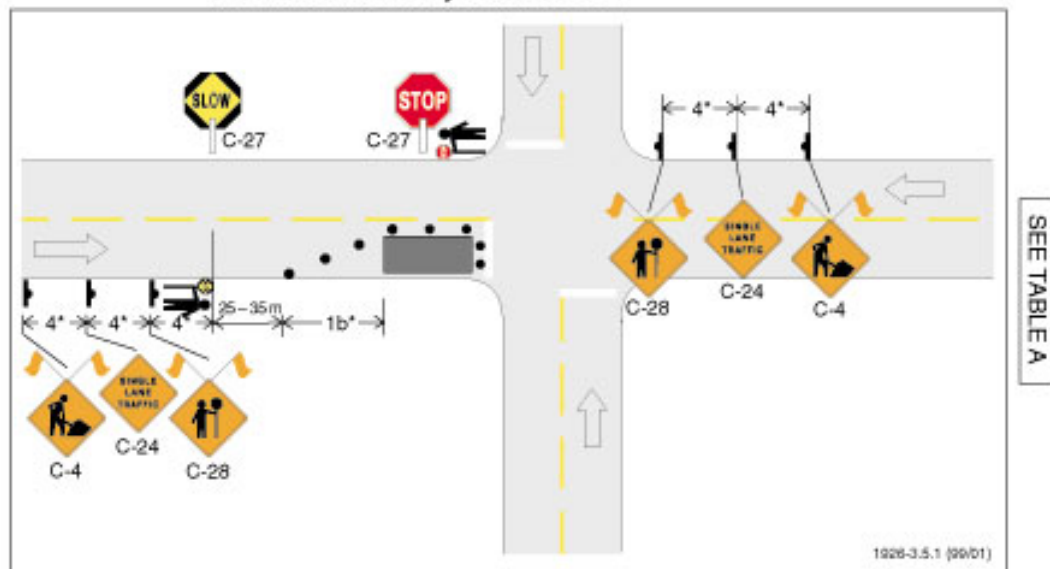 SLOW
C-27
STOP
C-27
4* 4*
SINGLE
LANE
TRAFFIC
C-28
C-24
C-4
SEE TABLE A
4* 4* 4* 25-35m 1b*
SINGLE
LANE
TRAFFIC
C-4
C-24
C-28
1926-3.5.1 (99/01)